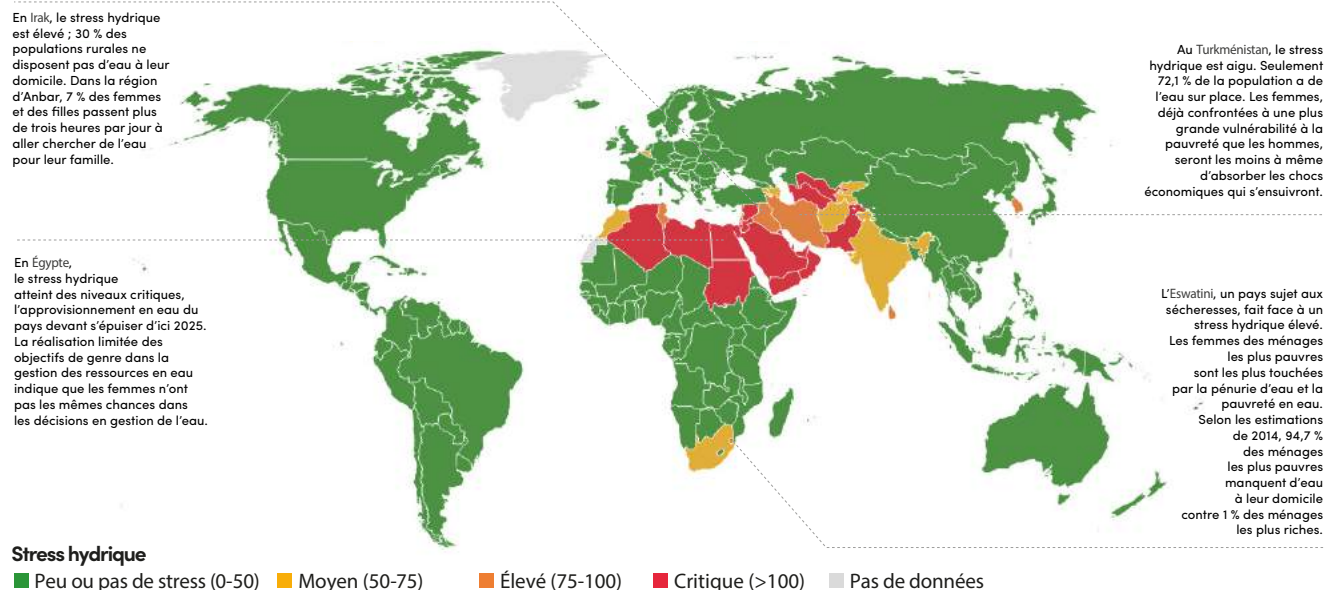 En Irak, le stress hydrique
est élevé ; 30 % des
populations rurales ne
disposent pas d'eau à leur
domicile. Dans la région
d'Anbar, 7 % des femmes
et des filles passent plus
de trois heures par jour à
aller chercher de l'eau
pour leur famille.
En Égypte,
le stress hydrique
atteint des niveaux critiques,
l'approvisionnement en eau du
pays devant s'épuiser d'ici 2025.
La réalisation limitée des
objectifs de genre dans la
gestion des ressources en eau
indique que les femmes n'ont
pas les mêmes chances dans
les décisions en gestion de l'eau.
Au Turkménistan, le stress
hydrique est aigu. Seulement
72,1 % de la population a de
l'eau sur place. Les femmes,
déjà confrontées à une plus
grande vulnérabilité à la
pauvreté que les hommes,
seront les moins à même
d'absorber les chocs
économiques qui s'ensuivront.
L'Eswatini, un pays sujet aux
sécheresses, fait face à un
stress hydrique élevé.
Les femmes des ménages
les plus pauvres
sont les plus touchées
par la pénurie d'eau et la
pauvreté en eau.
Selon les estimations
de 2014, 94,7 %
des ménages
les plus pauvres
manquent d'eau
à leur domicile
contre 1 % des ménages
les plus riches.
Stress hydrique
Peu ou pas de stress (0-50)
Moyen (50-75)
Élevé (75-100)
Critique (>100)
Pas de données